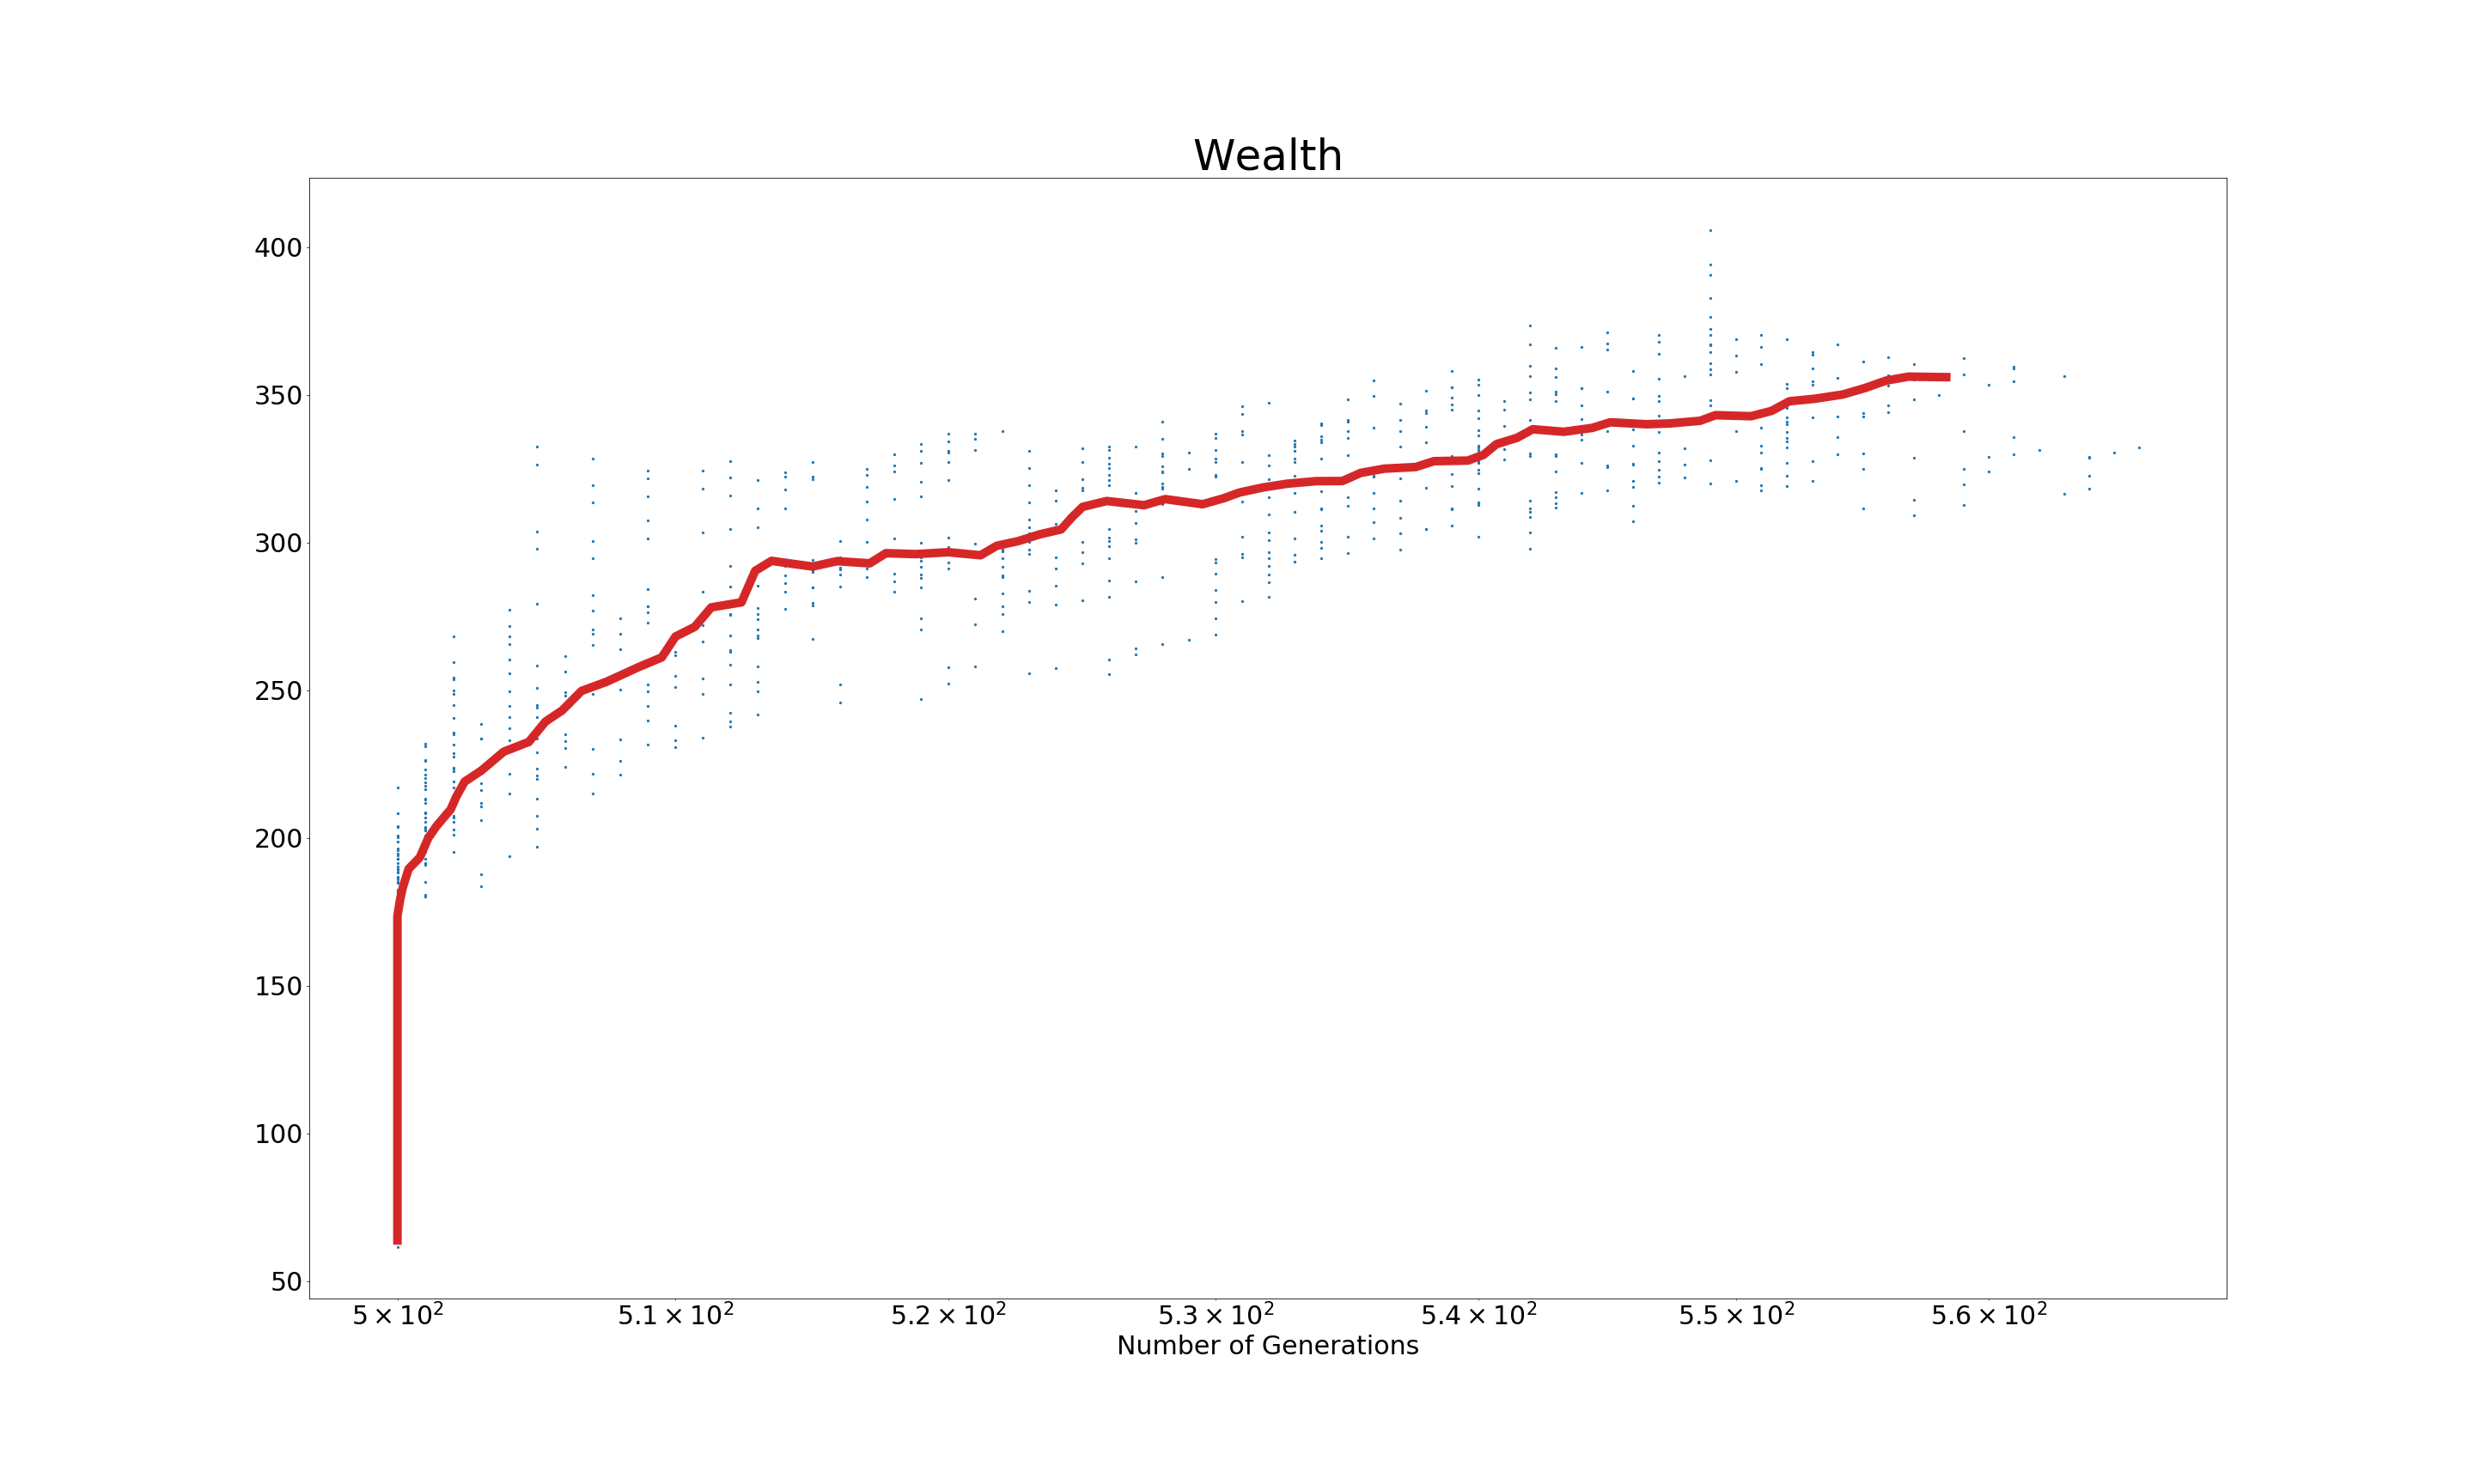 Wealth
400
350
300
250
200
150
100
50
5 × 10²
5.1 × 10²
5.2 × 10²
5.3 × 10²
5.4 × 10²
5.5 × 10²
5.6 × 10²
Number of Generations